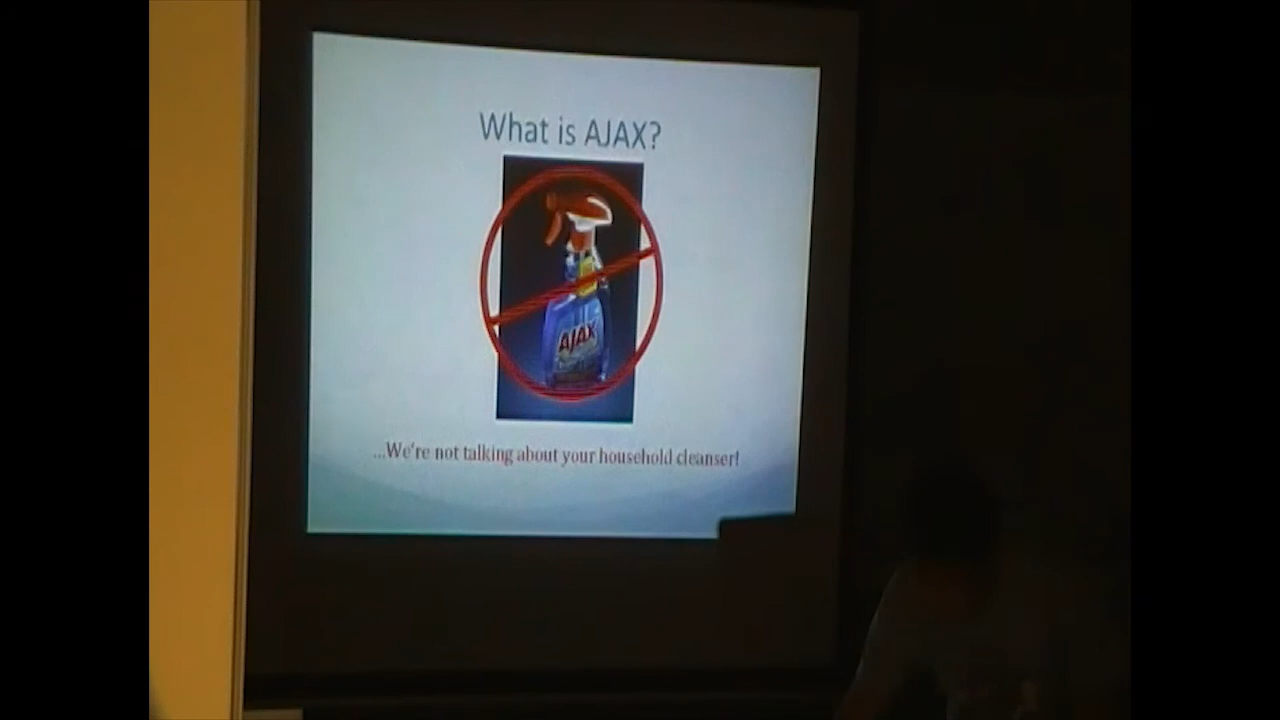 What is AJAX?
AJAX
...We're not talking about your household cleanser!